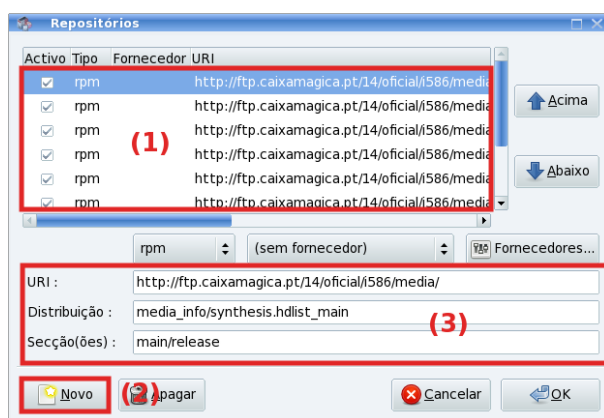 Repositórios
Activo Tipo Fornecedor URI
rpm http://ftp.caixamagica.pt/14/oficial/i586/media
rpm http://ftp.caixamagica.pt/14/oficial/i586/media
rpm http://ftp.caixamagica.pt/14/oficial/i586/media
rpm http://ftp.caixamagica.pt/14/oficial/i586/media
rpm http://ftp.caixamagica.pt/14/oficial/i586/media
rpm http://ftp.caixamagica.pt/14/oficial/i586/media
(1)
Acima
Abaixo
rpm (sem fornecedor) Fornecedores...
URI : http://ftp.caixamagica.pt/14/oficial/i586/media/
Distribuição : media_info/synthesis.hdlist_main
Secção(ões) : main/release
(3)
Novo (2) Apagar Cancelar OK